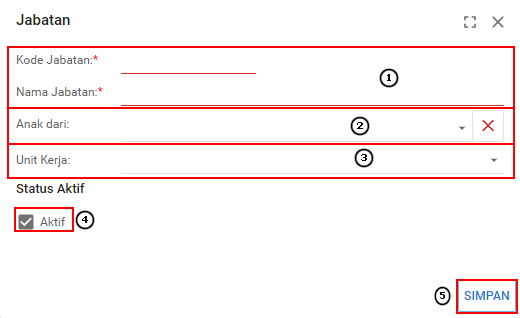 Jabatan
Kode Jabatan:*
1
Nama Jabatan:*
Anak dari:
2
Unit Kerja:
3
Status Aktif
Aktif
4
5
SIMPAN